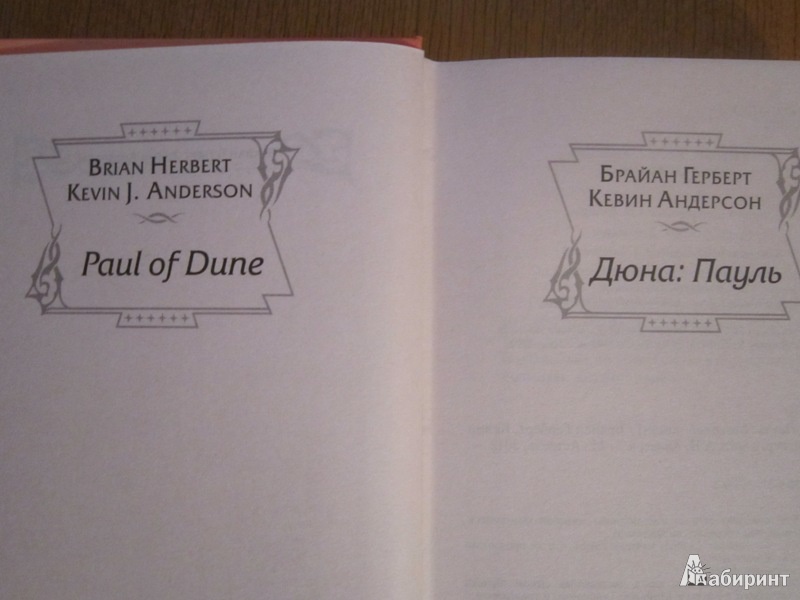 BRIAN HERBERT
KEVIN J. ANDERSON
Paul of Dune
БРАЙАН ГЕРБЕРТ
КЕВИН АНДЕРСОН
Дюна: Пауль
Лабиринт